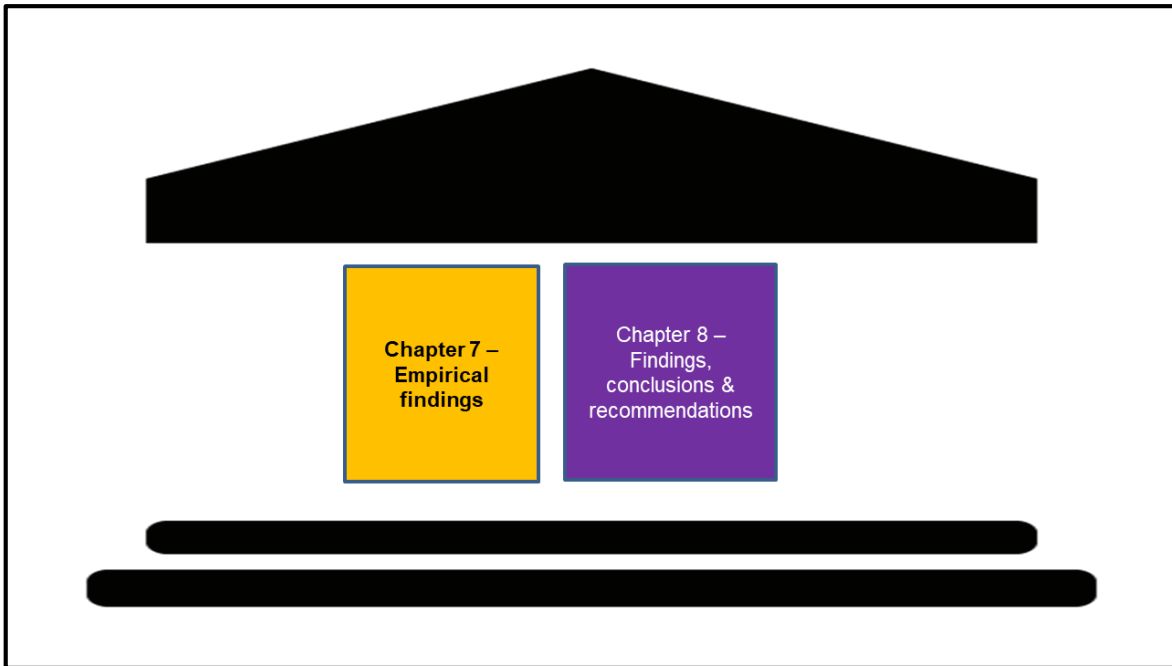 Chapter 7 –
Empirical
findings
Chapter 8 –
Findings,
conclusions &
recommendations